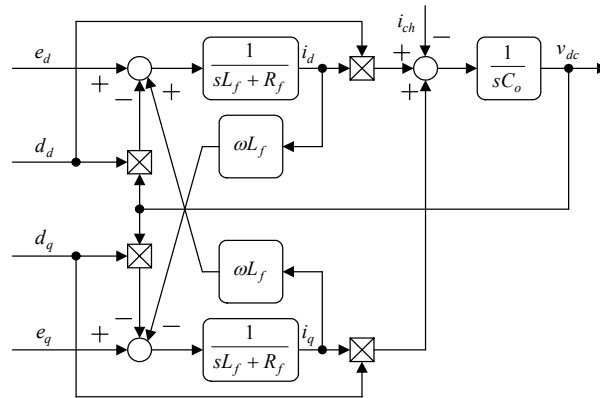 i_ch
e_d
+
−
+
1
sL_f + R_f
i_d
+
−
+
1
sC_o
v_dc
d_d
ωL_f
d_q
ωL_f
e_q
+
−
−
1
sL_f + R_f
i_q